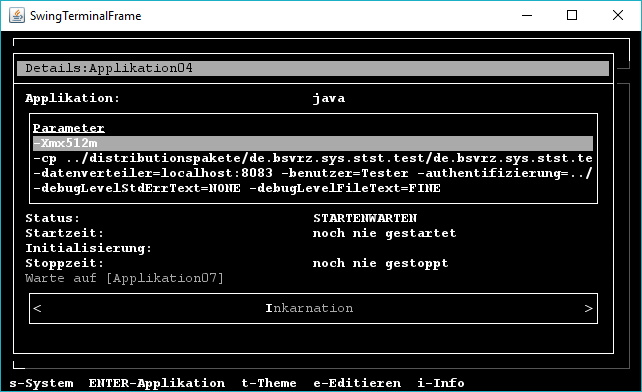 SwingTerminalFrame
Details:Applikation04
Applikation: java
Parameter
-Xmx512m
-cp ../distributionspakete/de.bsvrz.sys.stst.test/de.bsvrz.sys.stst.te
-datenverteiler=localhost:8083 -benutzer=Tester -authentifizierung=../
-debugLevelStdErrText=NONE -debugLevelFileText=FINE
Status: STARTENWARTEN
Startzeit: noch nie gestartet
Initialisierung:
Stoppzeit: noch nie gestoppt
Warte auf [Applikation07]
< Inkarnation >
s-System ENTER-Applikation t-Theme e-Editieren i-Info